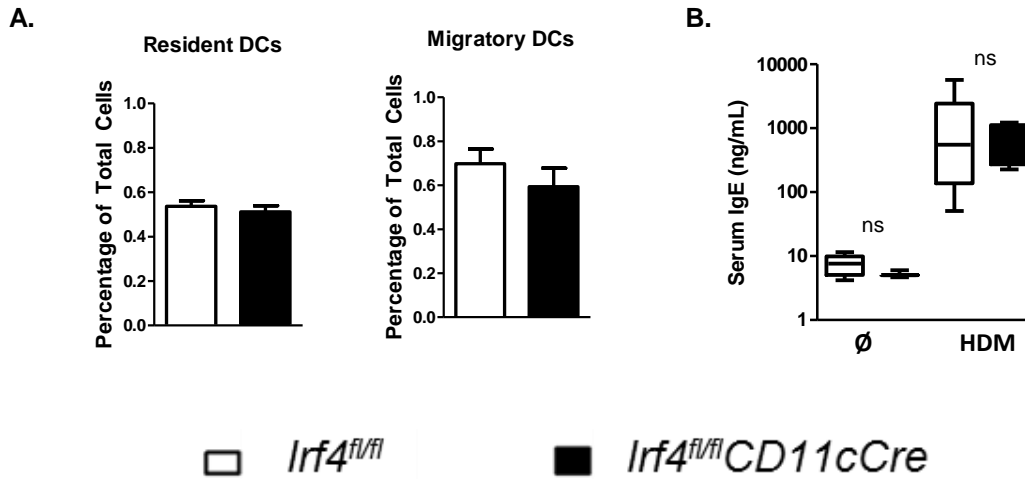 A.
Resident DCs
Percentage of Total Cells
1.0
0.8
0.6
0.4
0.2
0.0
Migratory DCs
Percentage of Total Cells
1.0
0.8
0.6
0.4
0.2
0.0
B.
Serum IgE (ng/mL)
10000
1000
100
10
1
ns
ns
Ø
HDM
Irf4fl/fl
Irf4fl/flCD11cCre